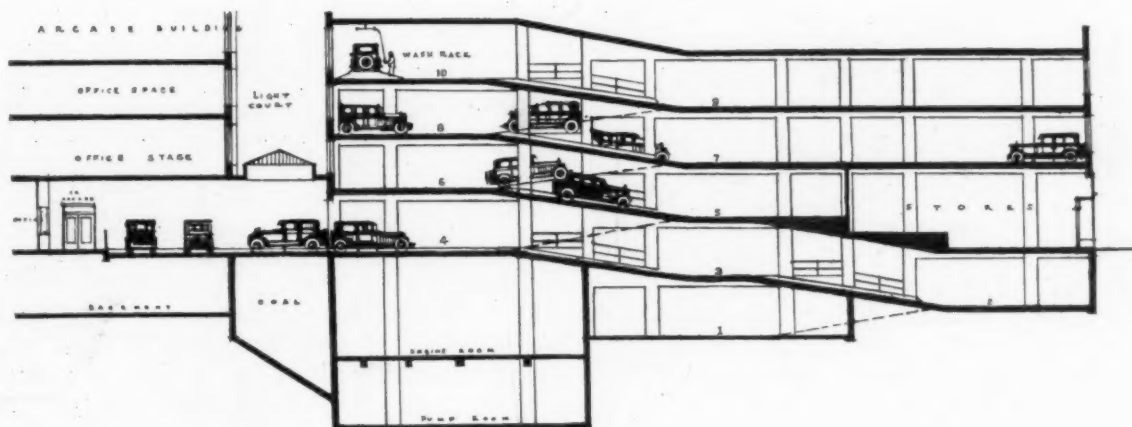 ARCADE BUILDING
WASH RACK
10
OFFICE SPACE
LIGHT
COURT
9
8
OFFICE STAGE
7
6
5
STORES
OFFICE
4
3
COAL
BASEMENT
2
1
ENGINE ROOM
PUMP ROOM